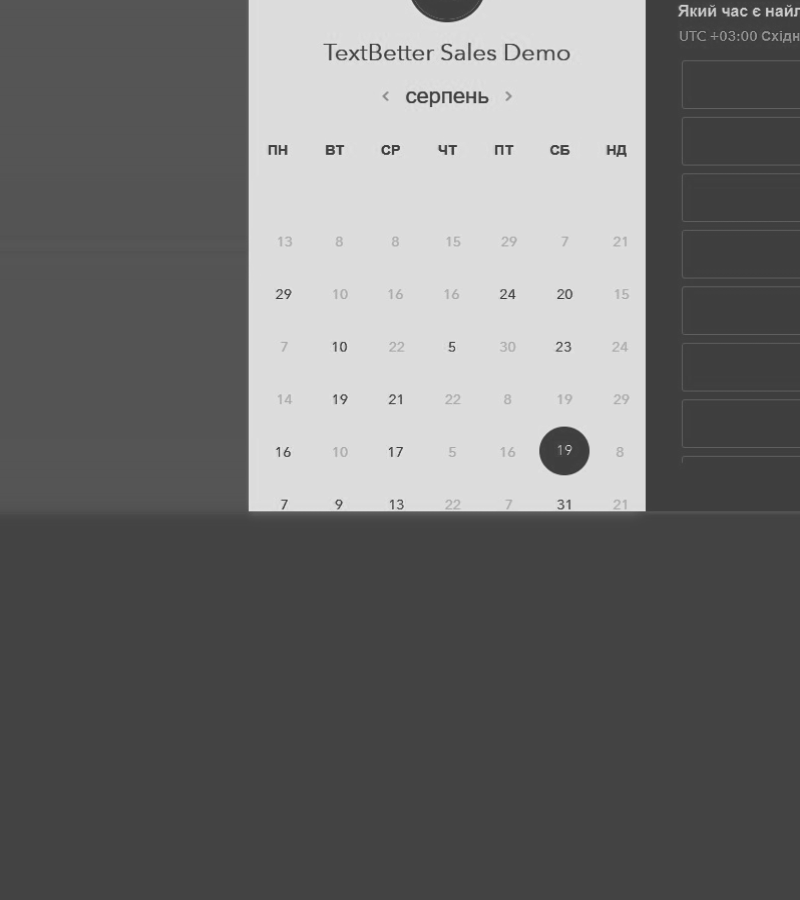 Який час є
UTC +03:00
TextBetter Sales Demo
серпень
ПН ВТ СР ЧТ ПТ СБ НД
13 8 8 15 29 7 21
29 10 16 16 24 20 15
7 10 22 5 30 23 24
14 19 21 22 8 19 29
16 10 17 5 16 19 8
7 9 13 22 7 31 21